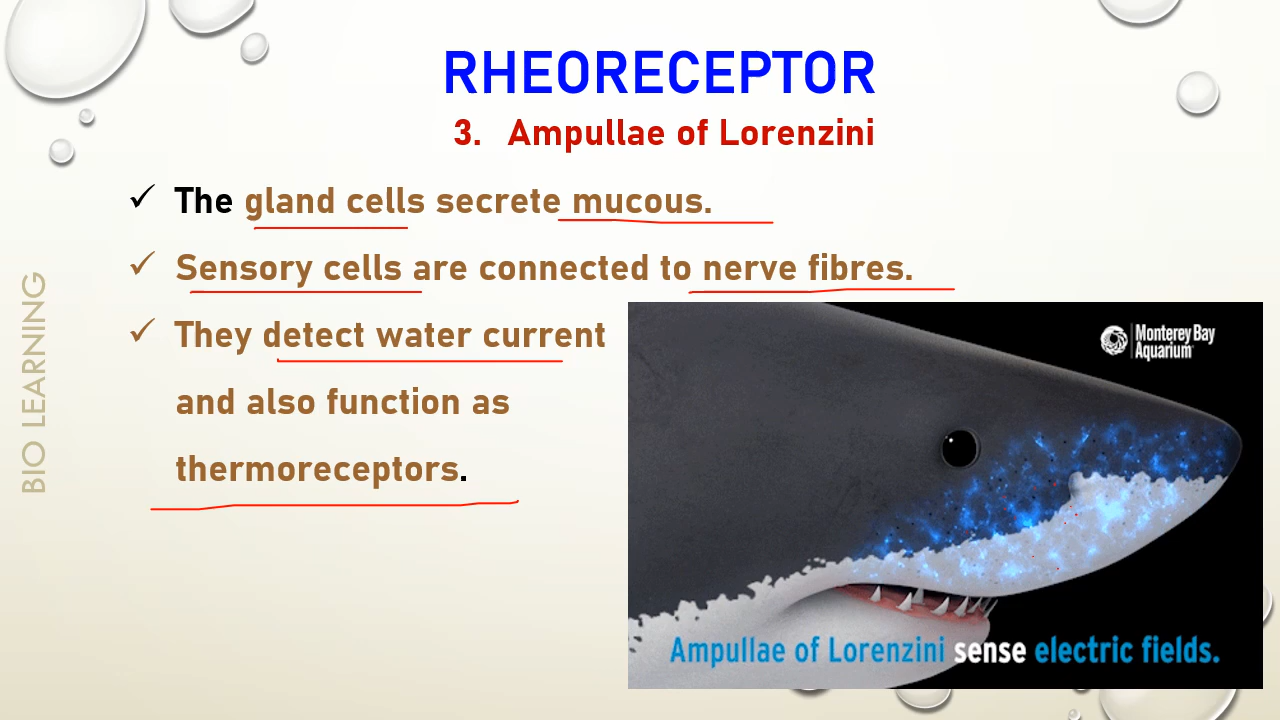 RHEORECEPTOR
3. Ampullae of Lorenzini
✓ The gland cells secrete mucous.
✓ Sensory cells are connected to nerve fibres.
✓ They detect water current
and also function as
thermoreceptors.
BIO LEARNING
Monterey Bay
Aquarium
Ampullae of Lorenzini sense electric fields.